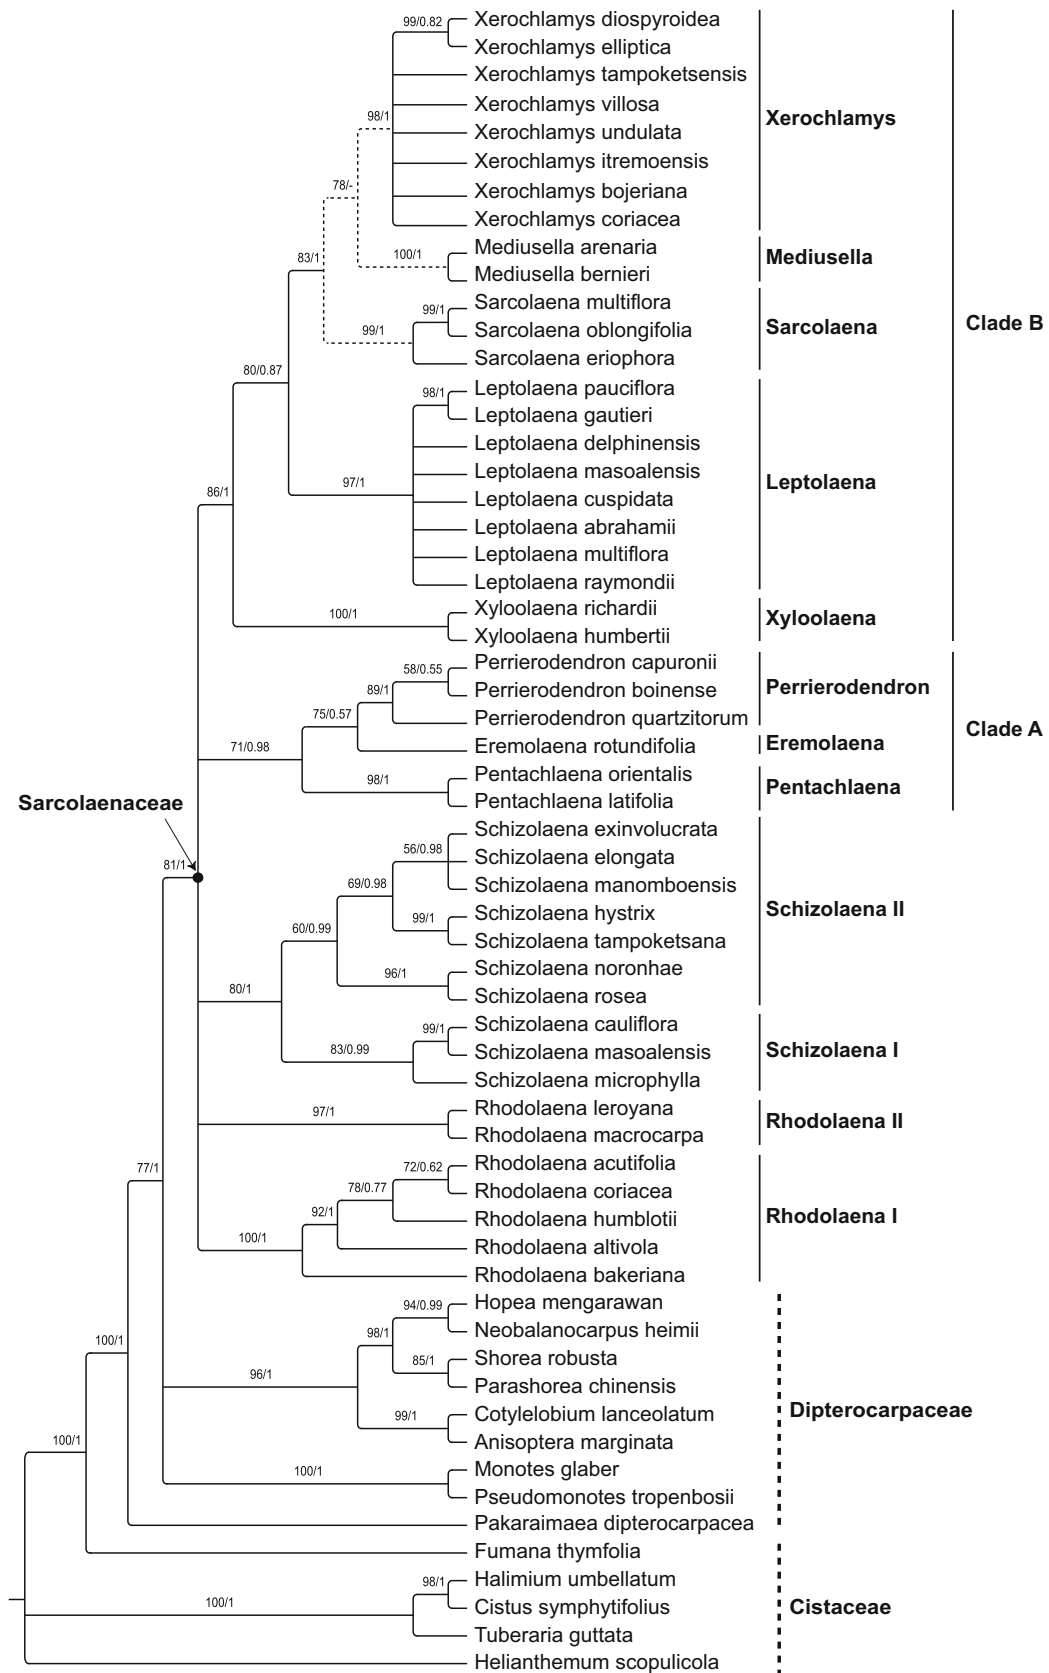 99/0.82
Xerochlamys diospyroidea
Xerochlamys elliptica
Xerochlamys tampoketsensis
Xerochlamys villosa
98/1
Xerochlamys
Xerochlamys undulata
Xerochlamys itremoensis
78/-
Xerochlamys bojeriana
Xerochlamys coriacea
Mediusella arenaria
83/1
100/1
Mediusella
Mediusella bernieri
Sarcolaena multiflora
99/1
Sarcolaena oblongifolia
Sarcolaena
Clade B
99/1
Sarcolaena eriophora
80/0.87
Leptolaena pauciflora
98/1
Leptolaena gautieri
Leptolaena delphinensis
Leptolaena masoalensis
97/1
Leptolaena
86/1
Leptolaena cuspidata
Leptolaena abrahamii
Leptolaena multiflora
Leptolaena raymondii
Xyloolaena richardii
100/1
Xyloolaena
Xyloolaena humbertii
Perrierodendron capuronii
58/0.55
89/1
Perrierodendron boinense
Perrierodendron
75/0.57
Perrierodendron quartzitorum
Clade A
71/0.98
Eremolaena rotundifolia
Eremolaena
Pentachlaena orientalis
98/1
Pentachlaena
Pentachlaena latifolia
Sarcolaenaceae
Schizolaena exinvolucrata
56/0.98
Schizolaena elongata
81/1
69/0.98
Schizolaena manomboensis
Schizolaena II
99/1
Schizolaena hystrix
60/0.99
Schizolaena tampoketsana
96/1
Schizolaena noronhae
80/1
Schizolaena rosea
Schizolaena cauliflora
99/1
83/0.99
Schizolaena masoalensis
Schizolaena I
Schizolaena microphylla
97/1
Rhodolaena leroyana
Rhodolaena II
Rhodolaena macrocarpa
77/1
72/0.62
Rhodolaena acutifolia
78/0.77
Rhodolaena coriacea
92/1
Rhodolaena humblotii
Rhodolaena I
100/1
Rhodolaena altivola
Rhodolaena bakeriana
94/0.99
Hopea mengarawan
98/1
Neobalanocarpus heimii
100/1
85/1
Shorea robusta
96/1
Parashorea chinensis
99/1
Cotylelobium lanceolatum
Dipterocarpaceae
Anisoptera marginata
100/1
100/1
Monotes glaber
Pseudomonotes tropenbosii
Pakaraimaea dipterocarpacea
Fumana thymfolia
98/1
Halimium umbellatum
100/1
Cistus symphytifolius
Cistaceae
Tuberaria guttata
Helianthemum scopulicola